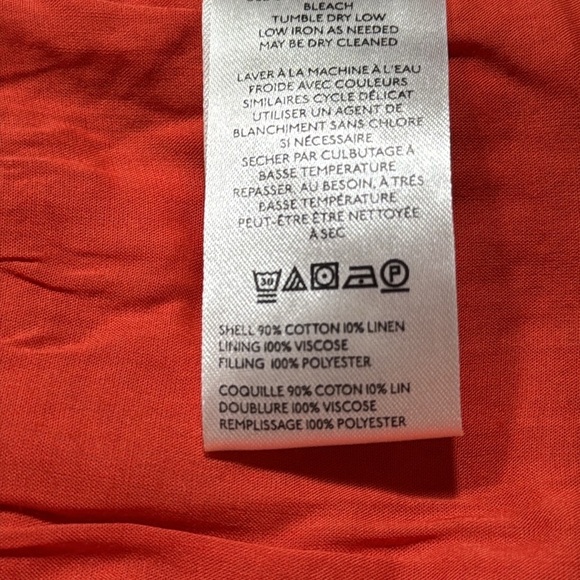 BLEACH
TUMBLE DRY LOW
LOW IRON AS NEEDED
MAY BE DRY CLEANED
LAVER À LA MACHINE À L'EAU
FROIDE AVEC COULEURS
SIMILAIRES CYCLE DÉLICAT
UTILISER UN AGENT DE
BLANCHIMENT SANS CHLORE
SI NÉCESSAIRE
SECHER PAR CULBUTAGE À
BASSE TEMPERATURE
REPASSER AU BESOIN, À TRÉS
BASSE TEMPÉRATURE
PEUT-ÊTRE ÊTRE NETTOYÉE
À SEC
30 P
SHELL 90% COTTON 10% LINEN
LINING 100% VISCOSE
FILLING 100% POLYESTER
COQUILLE 90% COTON 10% LIN
DOUBLURE 100% VISCOSE
REMPLISSAGE 100% POLYESTER